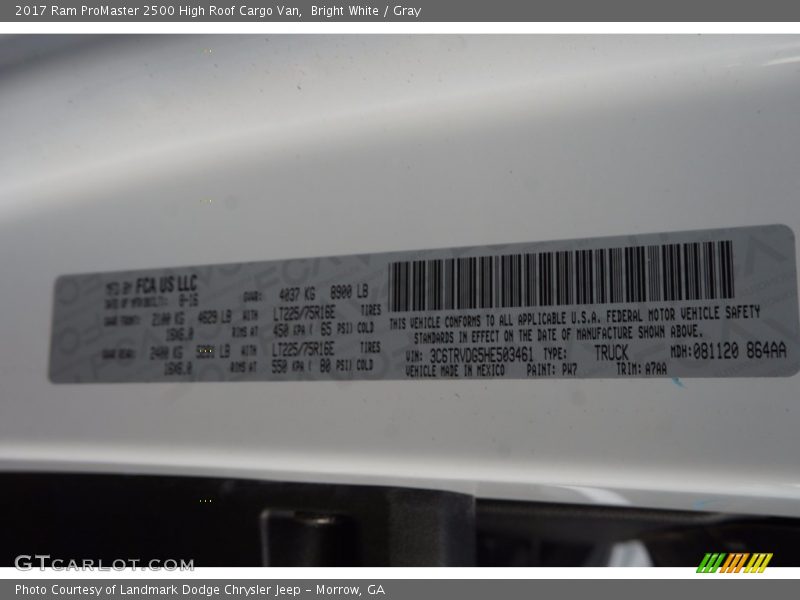 2017 Ram ProMaster 2500 High Roof Cargo Van, Bright White / Gray
MFD BY FCA US LLC
DATE OF MFR: 8-16 GVWR: 4037 KG 8900 LB
GAWR FRONT: 2100 KG 4629 LB WITH LT225/75R16E TIRES
16X6.0 RIMS AT 450 KPA ( 65 PSI) COLD
GAWR REAR: 2400 KG LB WITH LT225/75R16E TIRES
16X6.0 RIMS AT 550 KPA ( 80 PSI) COLD
THIS VEHICLE CONFORMS TO ALL APPLICABLE U.S.A. FEDERAL MOTOR VEHICLE SAFETY
STANDARDS IN EFFECT ON THE DATE OF MANUFACTURE SHOWN ABOVE.
VIN: 3C6TRVDG5HE503461 TYPE: TRUCK MDH: 081120 864AA
VEHICLE MADE IN MEXICO PAINT: PW7 TRIM: A7AA
GTCARLOT.COM
Photo Courtesy of Landmark Dodge Chrysler Jeep – Morrow, GA